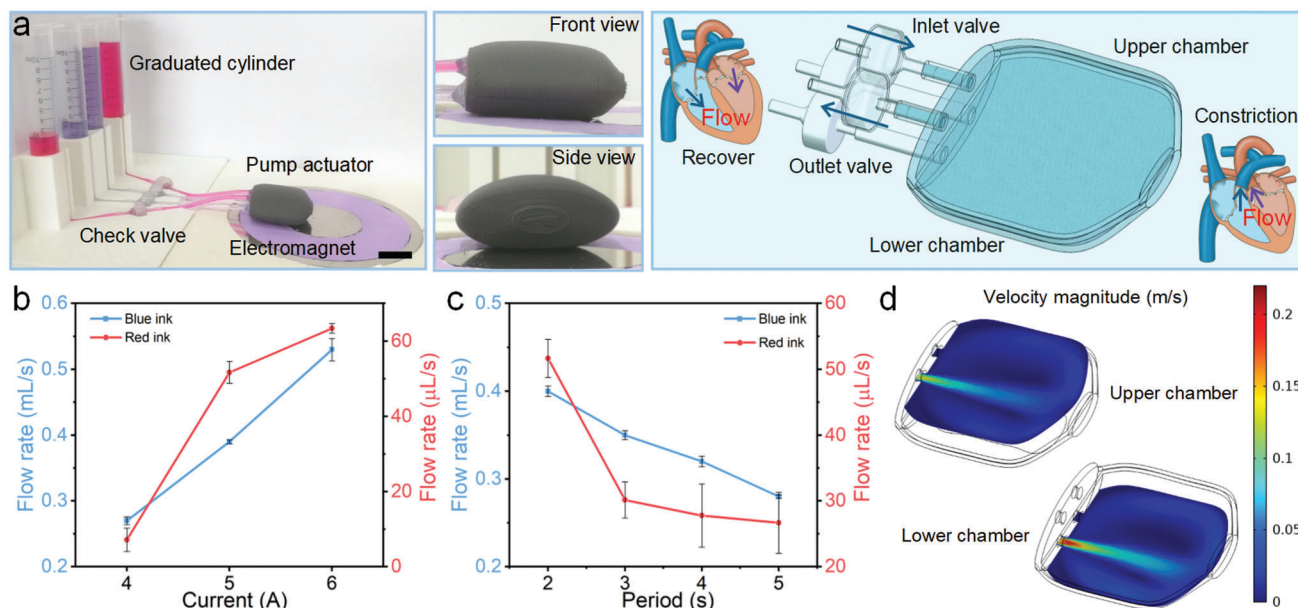 a
Graduated cylinder
Pump actuator
Check valve
Electromagnet
Front view
Side view
Inlet valve
Upper chamber
Flow
Recover
Outlet valve
Lower chamber
Constriction
Flow
b
Blue ink
Red ink
0.6
0.5
0.4
0.3
0.2
Flow rate (mL/s)
60
40
20
0
Flow rate (μL/s)
4
5
6
Current (A)
c
Blue ink
Red ink
0.5
0.4
0.3
0.2
Flow rate (mL/s)
60
50
40
30
20
Flow rate (μL/s)
2
3
4
5
Period (s)
d
Velocity magnitude (m/s)
Upper chamber
Lower chamber
0.2
0.15
0.1
0.05
0